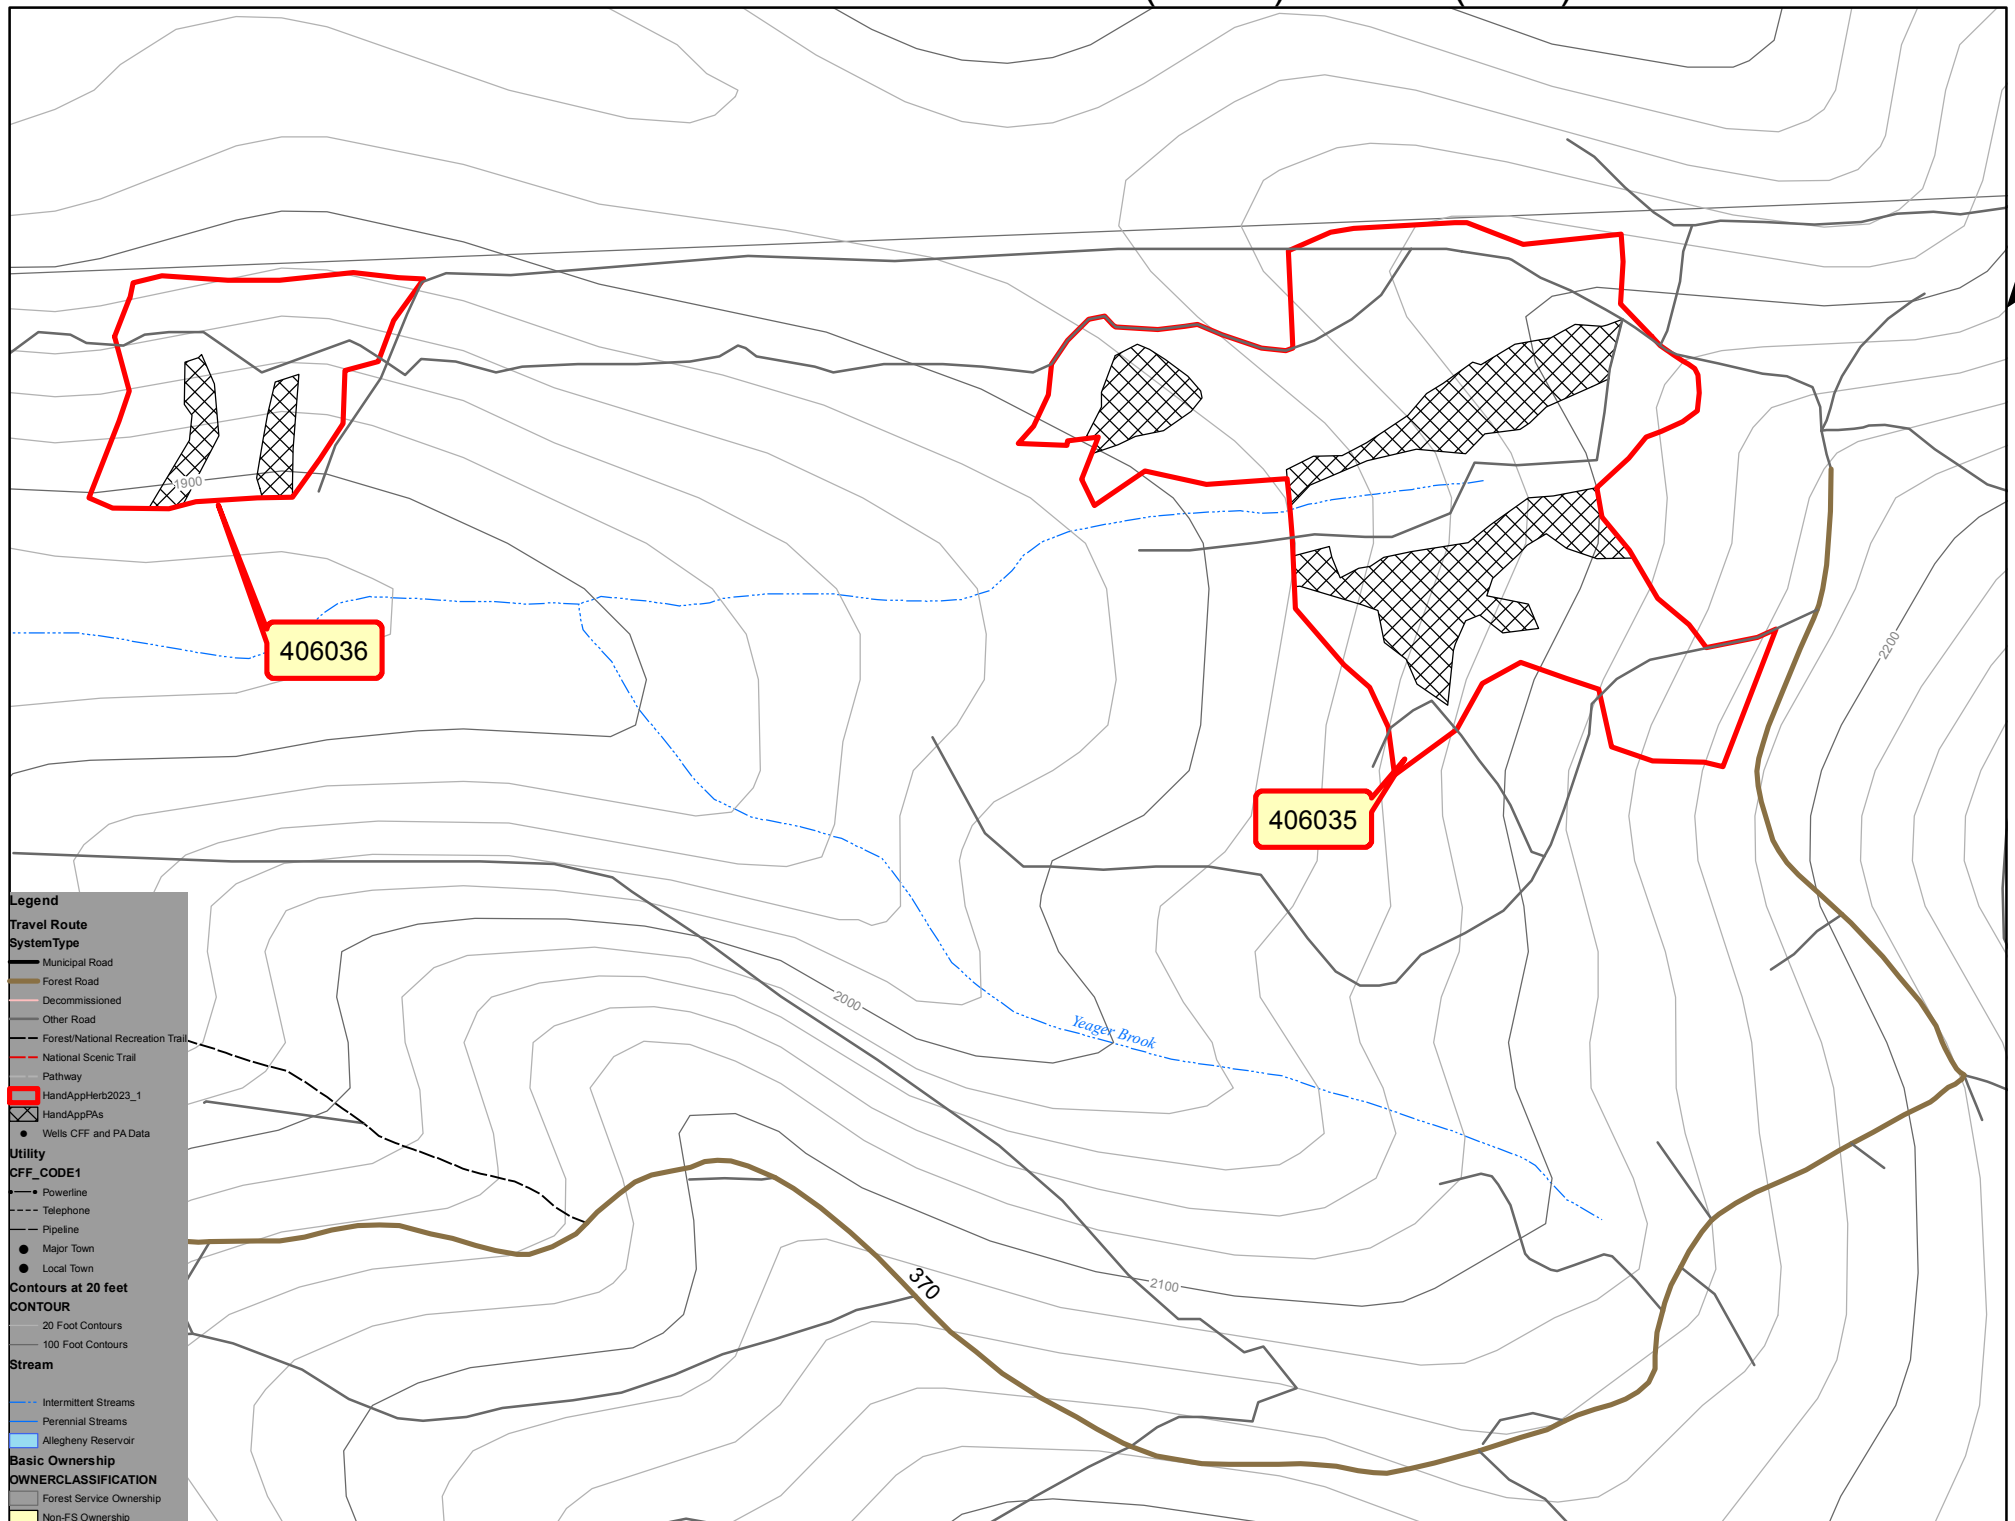 1900
406036
2200
406035
2000
Yeager Brook
370
2100
Legend
Travel Route
SystemType
Municipal Road
Forest Road
Decommissioned
Other Road
Forest/National Recreation Trail
National Scenic Trail
Pathway
HandAppHerb2023_1
HandAppPAs
Wells CFF and PA Data
Utility
CFF_CODE1
Powerline
Telephone
Pipeline
Major Town
Local Town
Contours at 20 feet
CONTOUR
20 Foot Contours
100 Foot Contours
Stream
Intermittent Streams
Perennial Streams
Allegheny Reservoir
Basic Ownership
OWNERCLASSIFICATION
Forest Service Ownership
Non-FS Ownership